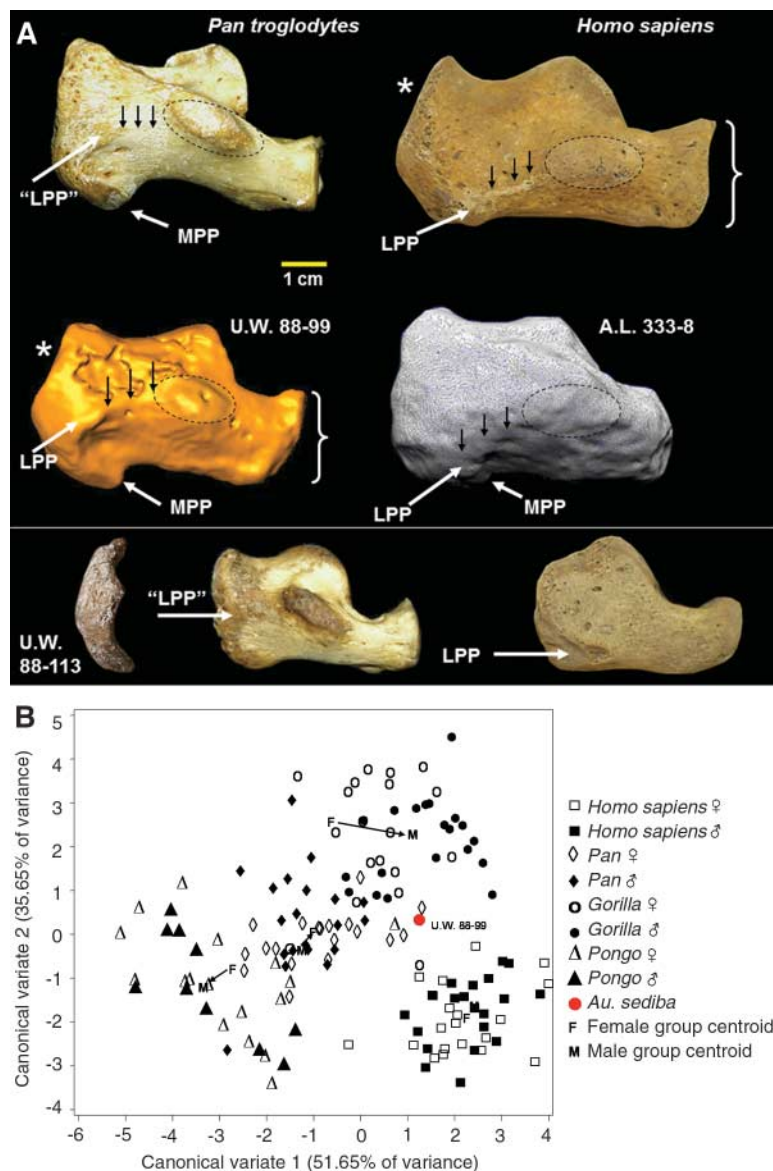 A
Pan troglodytes
Homo sapiens
*
"LPP"
MPP
LPP
1 cm
U.W. 88-99
A.L. 333-8
*
LPP
MPP
LPP
MPP
"LPP"
U.W.
88-113
LPP
B
Canonical variate 2 (35.65% of variance)
5
4
3
2
1
0
-1
-2
-3
-4
-6
-5
-4
-3
-2
-1
0
1
2
3
4
Canonical variate 1 (51.65% of variance)
F
M
F
M
F
M
U.W. 88-99
F
Homo sapiens ♀
Homo sapiens ♂
Pan ♀
Pan ♂
Gorilla ♀
Gorilla ♂
Pongo ♀
Pongo ♂
Au. sediba
F Female group centroid
M Male group centroid